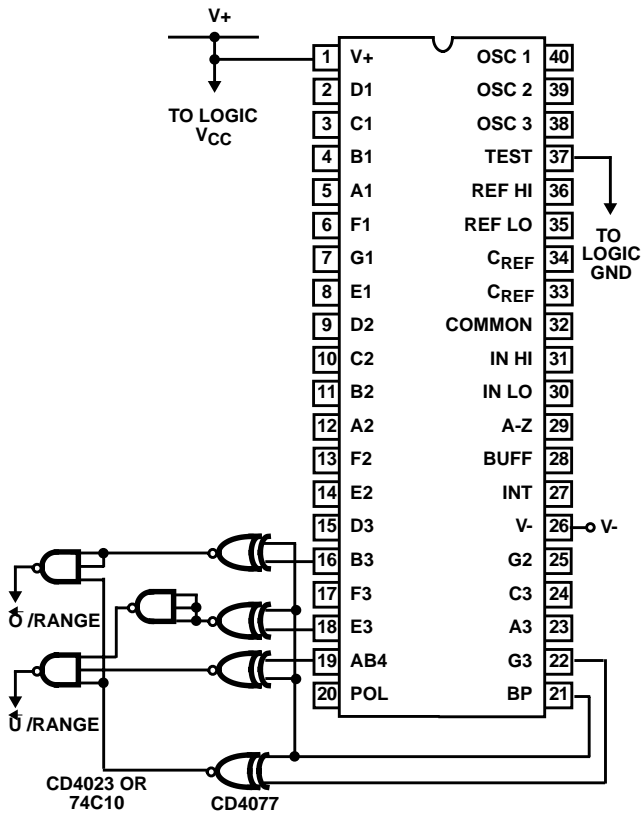 V+
1 V+ OSC 1 40
2 D1 OSC 2 39
TO LOGIC
VCC
3 C1 OSC 3 38
4 B1 TEST 37
5 A1 REF HI 36
6 F1 REF LO 35
TO
LOGIC
GND
7 G1 CREF 34
8 E1 CREF 33
9 D2 COMMON 32
10 C2 IN HI 31
11 B2 IN LO 30
12 A2 A-Z 29
13 F2 BUFF 28
14 E2 INT 27
15 D3 V- 26 V-
16 B3 G2 25
17 F3 C3 24
18 E3 A3 23
19 AB4 G3 22
20 POL BP 21
O /RANGE
U /RANGE
CD4023 OR
74C10
CD4077